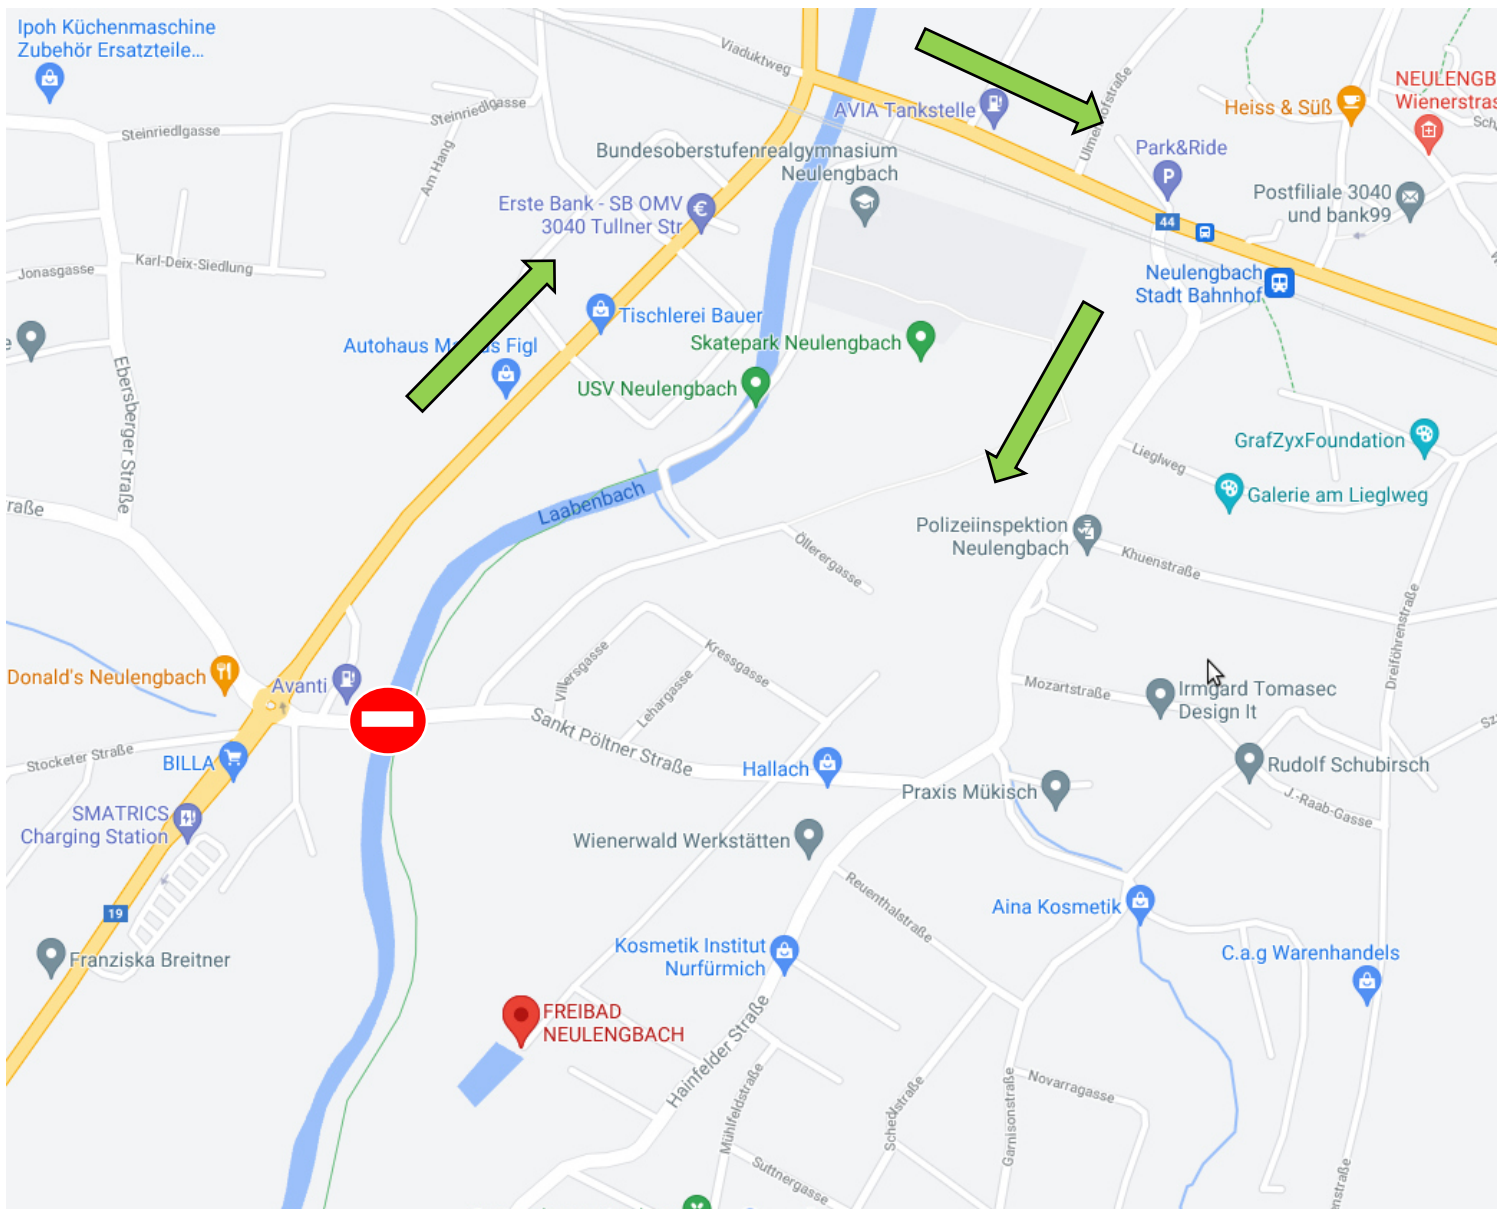 Ipoh Küchenmaschine
Zubehör Ersatzteile...
Viaduktweg
AVIA Tankstelle
Heiss & Süß
NEULENGB
Wienerstras
Steinriedlgasse
Steinriedlgasse
Am Hang
Bundesoberstufenrealgymnasium
Neulengbach
Park&Ride
Postfiliale 3040
und bank99
Erste Bank - SB OMV
3040 Tullner Str
44
Jonasgasse
Karl-Deix-Siedlung
Neulengbach
Stadt Bahnhof
Tischlerei Bauer
Skatepark Neulengbach
USV Neulengbach
Ebersberger Straße
GrafZyxFoundation
Lieglweg
Galerie am Lieglweg
raße
Laabenbach
Polizeiinspektion
Neulengbach
Öllerergasse
Khuenstraße
Dreiföhrenstraße
Donald's Neulengbach
Avanti
Villersgasse
Kressgasse
Lehargasse
Mozartstraße
Irmgard Tomasec
Design It
Sankt Pöltner Straße
Stocketer Straße
BILLA
Hallach
Rudolf Schubirsch
Praxis Mükisch
J.-Raab-Gasse
SMATRICS
Charging Station
Wienerwald Werkstätten
Reuenthalstraße
Aina Kosmetik
19
Franziska Breitner
Kosmetik Institut
Nurfürmich
C.a.g Warenhandels
FREIBAD
NEULENGBACH
Hainfelder Straße
Mühlfeldstraße
Garnisonstraße
Novarragasse
Suttnergasse
nstraße